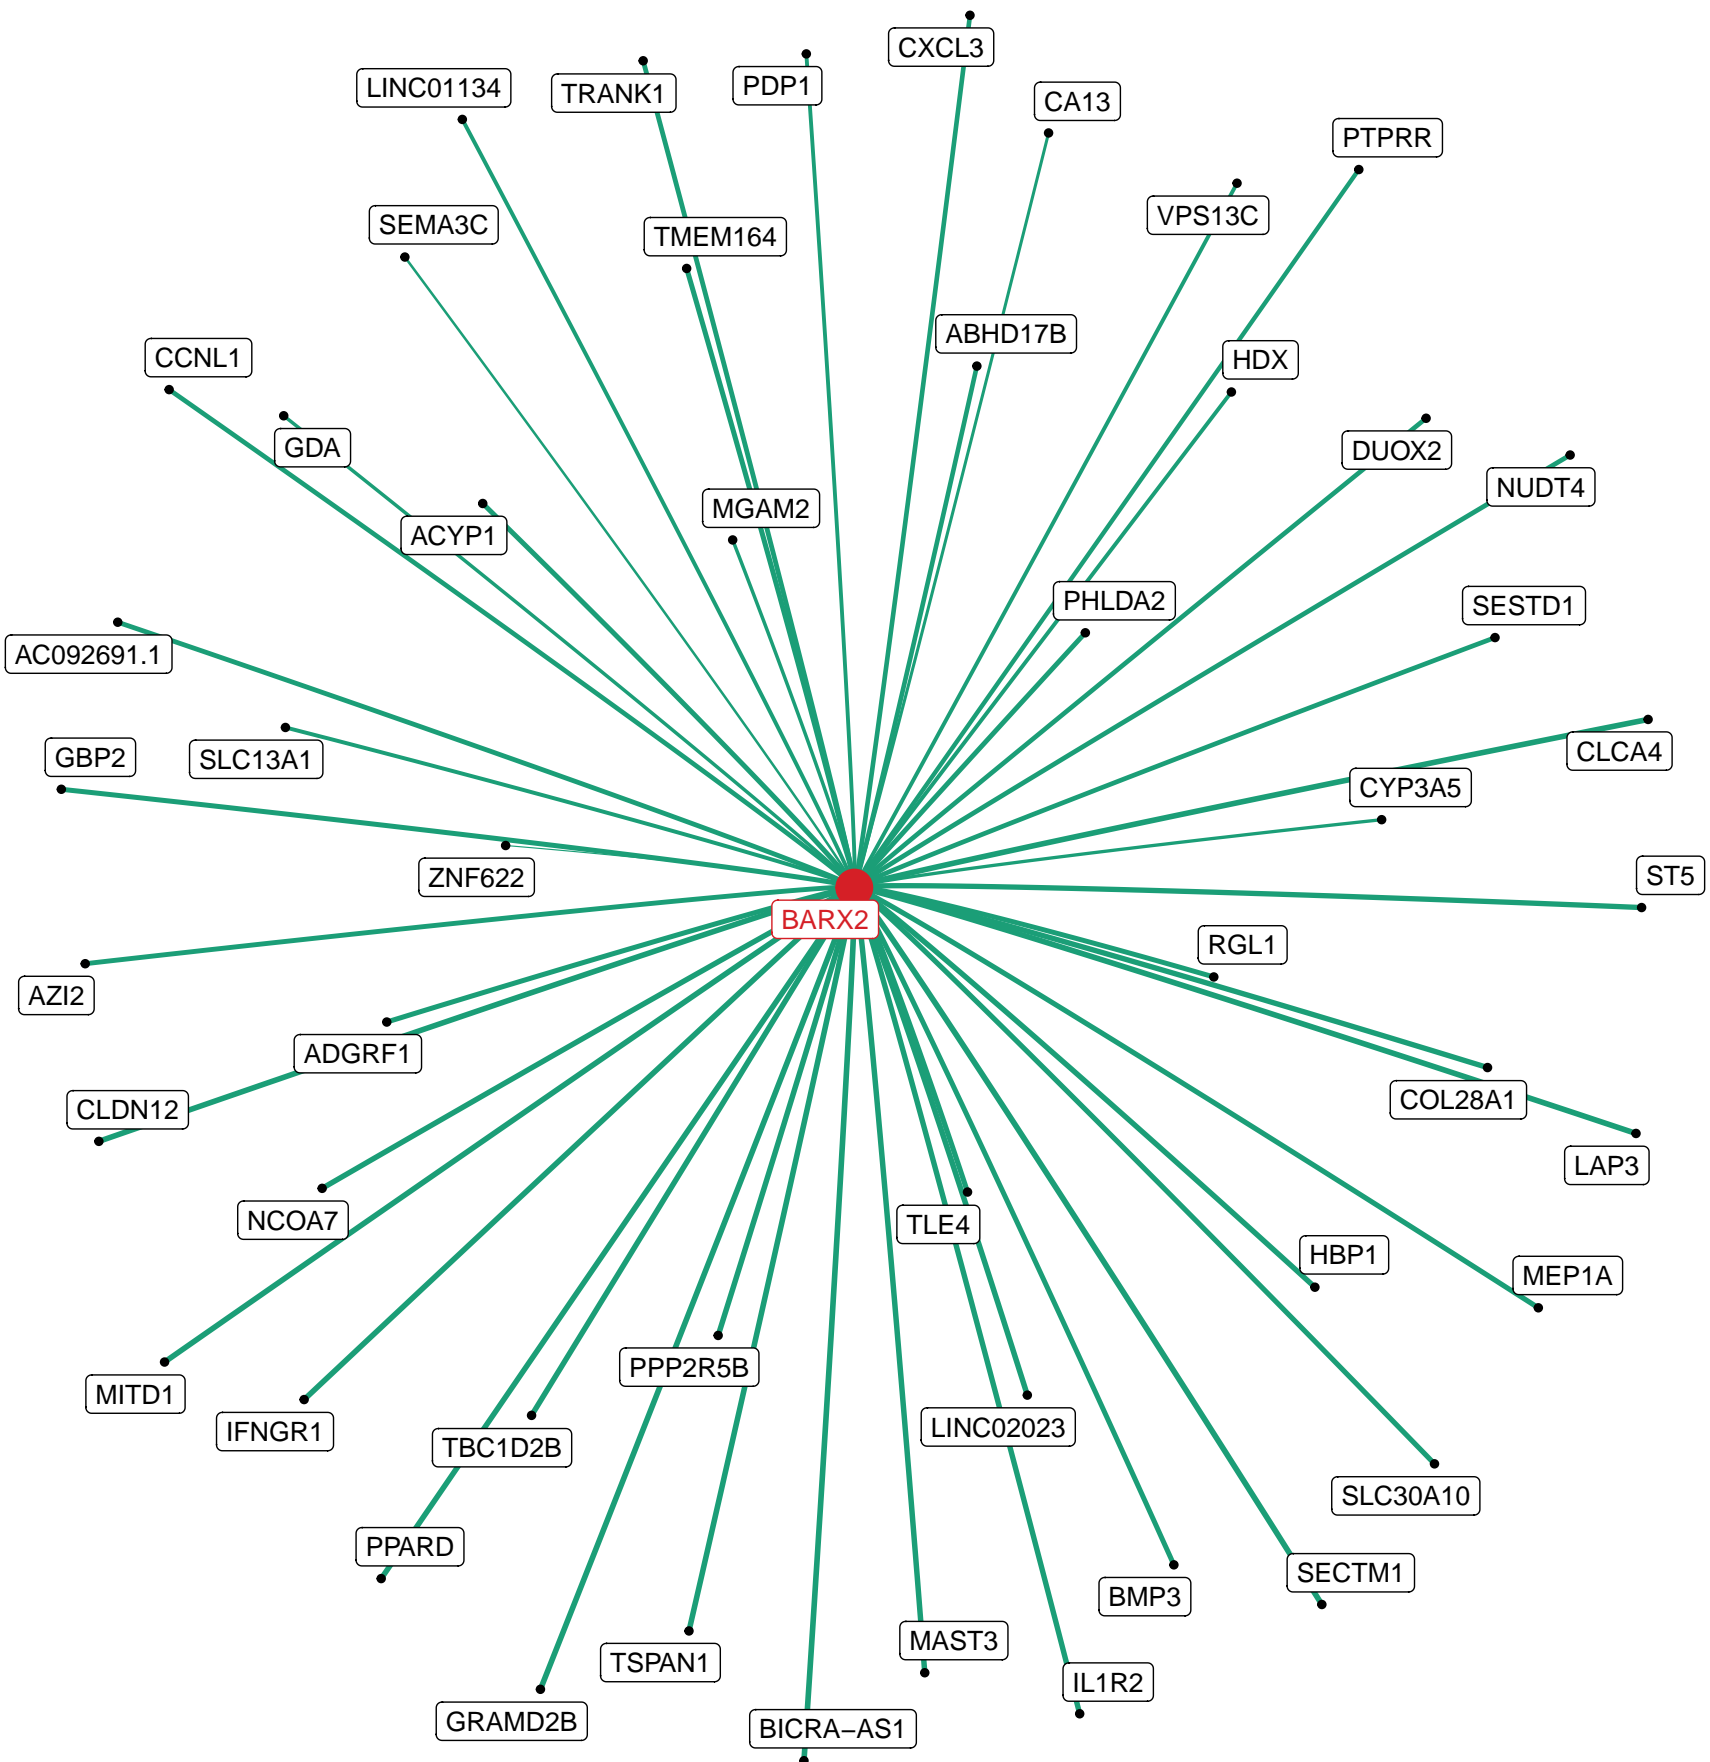 CXCL3
LINC01134
TRANK1
PDP1
CA13
PTPRR
VPS13C
SEMA3C
TMEM164
ABHD17B
CCNL1
HDX
GDA
DUOX2
NUDT4
MGAM2
ACYP1
PHLDA2
SESTD1
AC092691.1
GBP2
SLC13A1
CLCA4
CYP3A5
ZNF622
ST5
BARX2
RGL1
AZI2
ADGRF1
COL28A1
CLDN12
LAP3
NCOA7
TLE4
HBP1
MEP1A
PPP2R5B
MITD1
IFNGR1
TBC1D2B
LINC02023
SLC30A10
PPARD
SECTM1
BMP3
MAST3
TSPAN1
IL1R2
GRAMD2B
BICRA−AS1